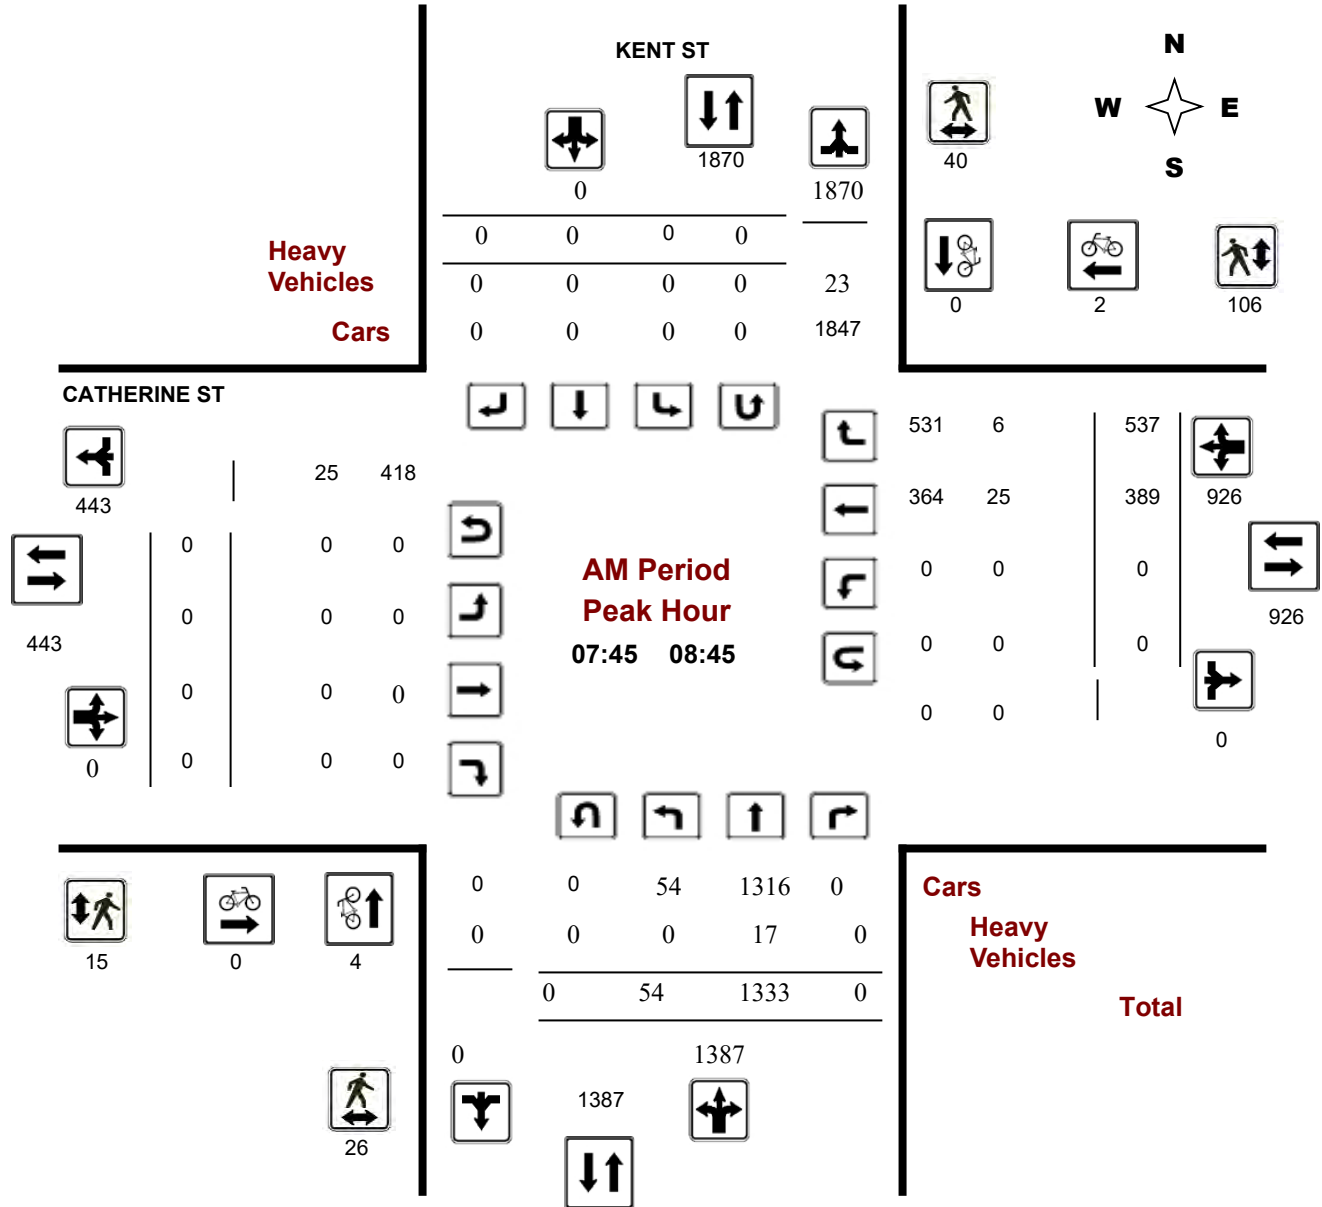 KENT ST
N
W E
S
1870
40
0
1870
0 0 0 0
Heavy
Vehicles
0 0 0 0 23
0 2 106
Cars
0 0 0 0 1847
CATHERINE ST
531 6 537
25 418
443
364 25 389 926
0 0 0
AM Period
0 0 0
Peak Hour
0 0 0
926
443
07:45 08:45
0 0 0
0 0 0
0 0
0
0
0 0 0
0 0 54 1316 0
Cars
0 0 0 17 0
Heavy
Vehicles
15 0 4
0 54 1333 0
Total
0 1387
1387
26